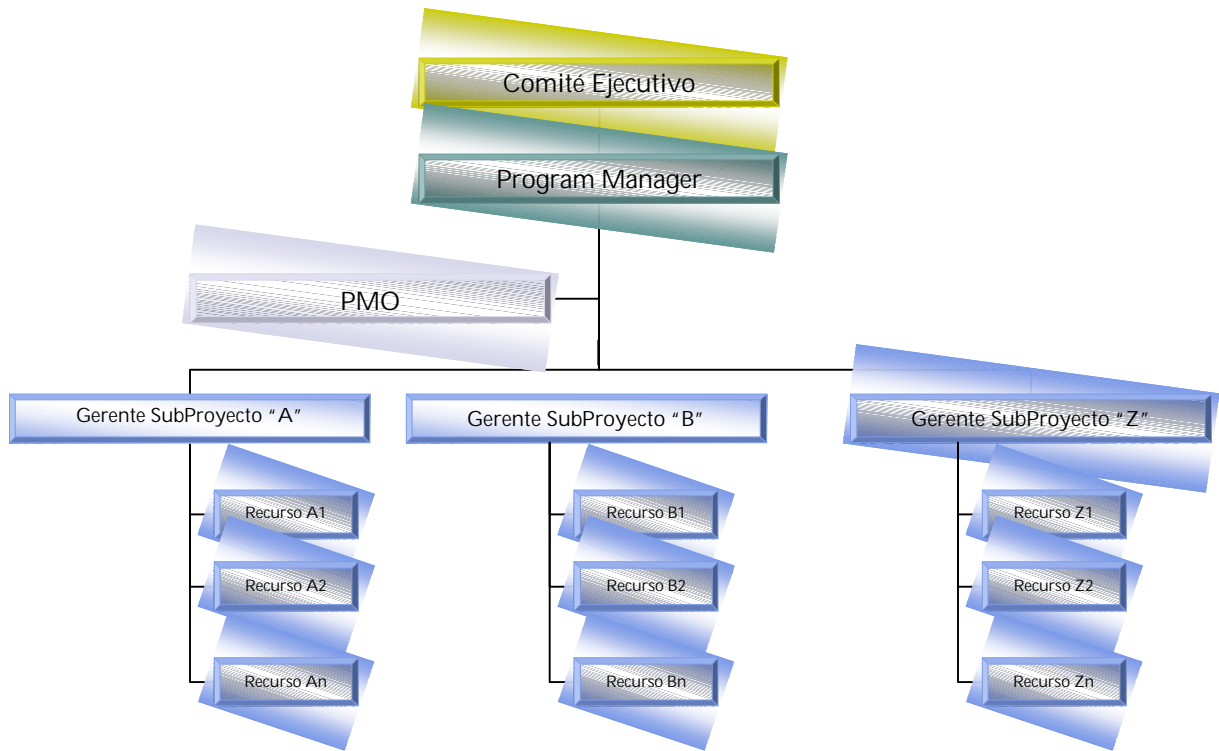 Comité Ejecutivo
Program Manager
PMO
Gerente SubProyecto “A”
Gerente SubProyecto “B”
Gerente SubProyecto “Z”
Recurso A1
Recurso B1
Recurso Z1
Recurso A2
Recurso B2
Recurso Z2
Recurso An
Recurso Bn
Recurso Zn